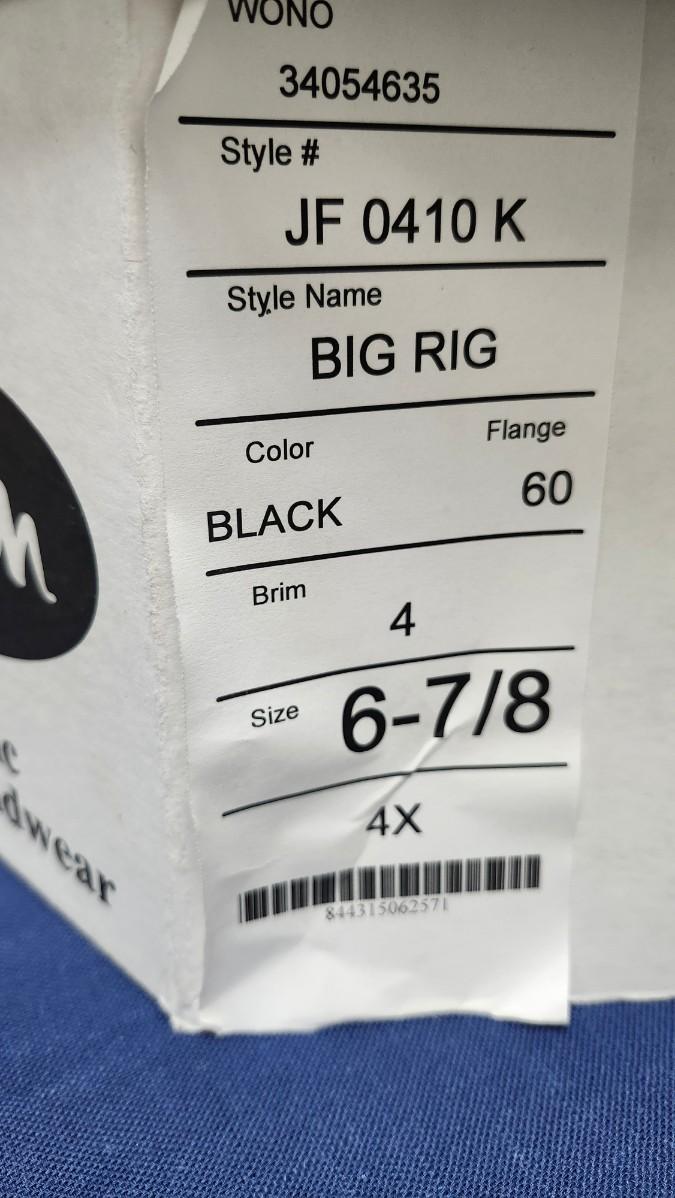 WONO
34054635
Style #
JF 0410 K
Style Name
BIG RIG
Color
Flange
BLACK
60
Brim
4
Size 6-7/8
4X
844315062571